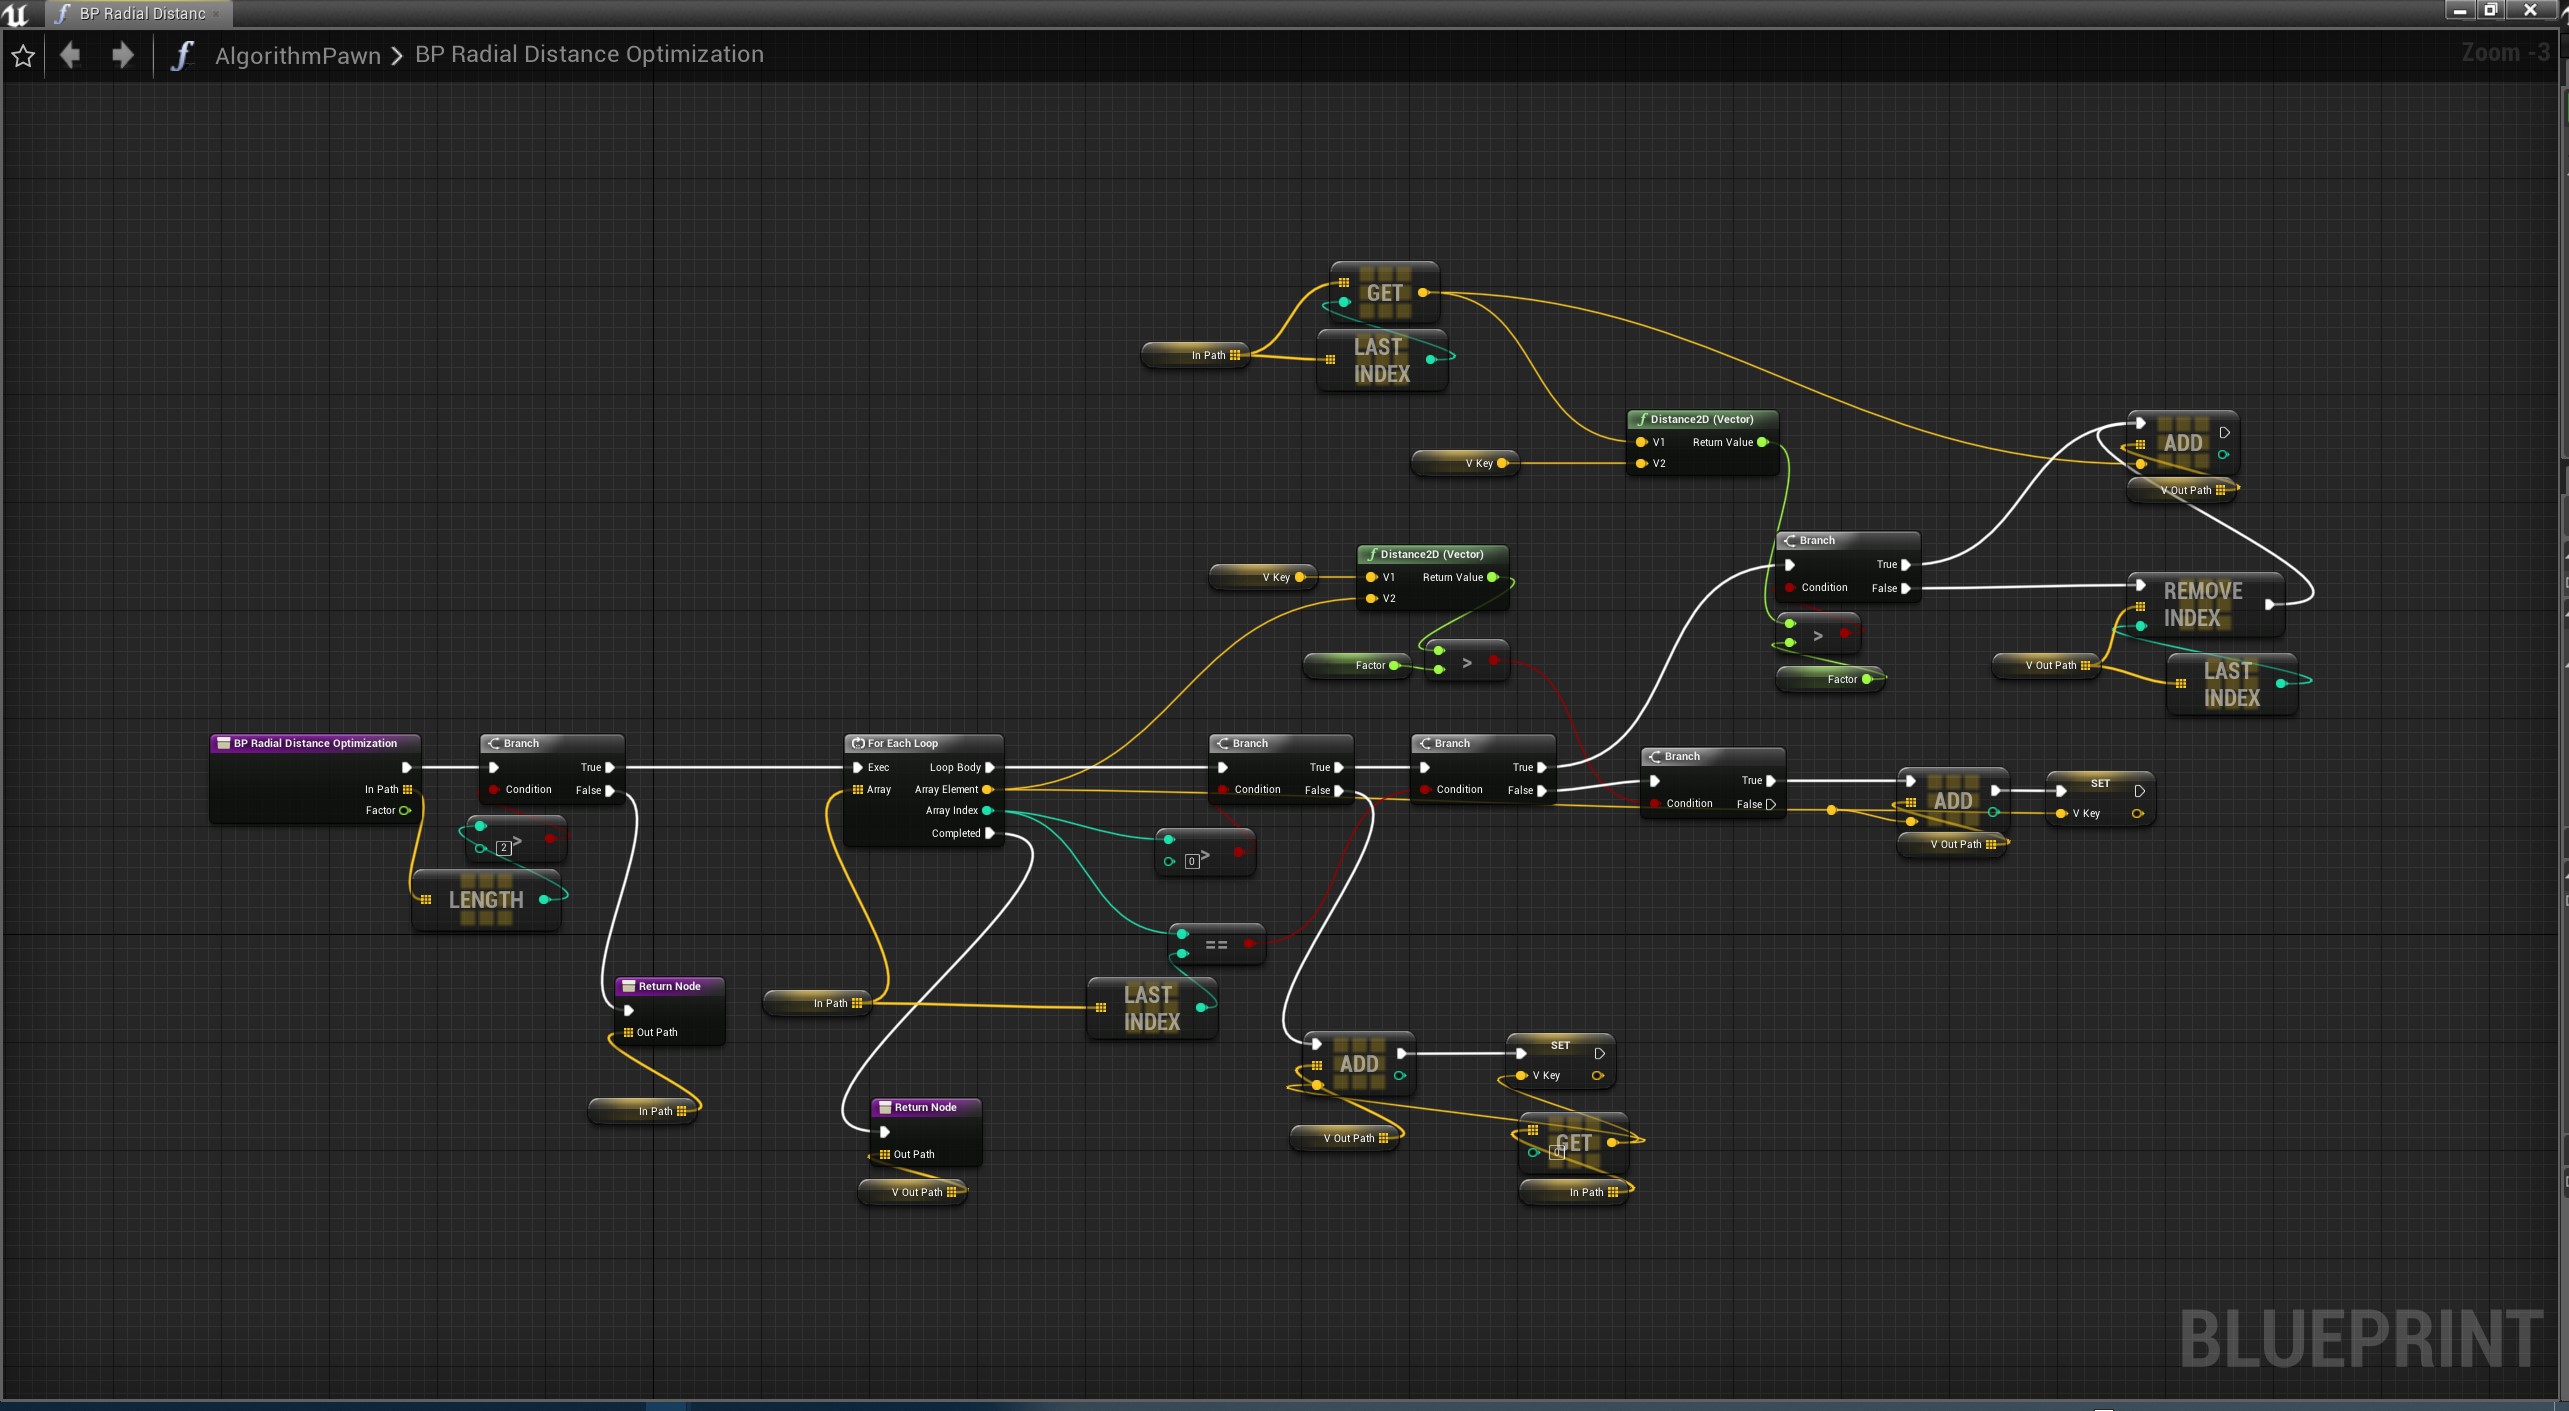 BP Radial Distanc
AlgorithmPawn > BP Radial Distance Optimization
Zoom -3
GET
In Path
LAST
INDEX
Distance2D (Vector)
V1 Return Value
V2
V Key
ADD
V Out Path
Branch
True
Condition False
>
Factor
REMOVE
INDEX
V Out Path
LAST
INDEX
Distance2D (Vector)
V Key
V1 Return Value
V2
Factor
>
BP Radial Distance Optimization
In Path
Factor
Branch
True
Condition False
2 >
LENGTH
For Each Loop
Exec Loop Body
Array Array Element
Array Index
Completed
Branch
True
Condition False
0 >
Branch
True
Condition False
Branch
True
Condition False
ADD
V Out Path
SET
V Key
==
In Path
LAST
INDEX
Return Node
Out Path
In Path
Return Node
Out Path
V Out Path
ADD
V Out Path
SET
V Key
0 GET
In Path
BLUEPRINT